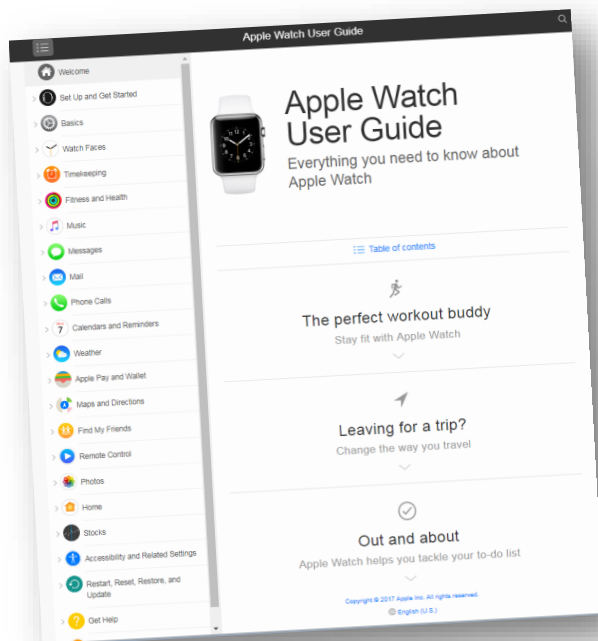 Apple Watch User Guide
Welcome
Set Up and Get Started
Basics
Watch Faces
Timekeeping
Fitness and Health
Music
Messages
Mail
Phone Calls
7
Calendars and Reminders
Weather
Apple Pay and Wallet
Maps and Directions
Find My Friends
Remote Control
Photos
Home
Stocks
Accessibility and Related Settings
Restart, Reset, Restore, and
Update
?
Get Help
Apple Watch
User Guide
Everything you need to know about
Apple Watch
Table of contents
The perfect workout buddy
Stay fit with Apple Watch
Leaving for a trip?
Change the way you travel
Out and about
Apple Watch helps you tackle your to-do list
Copyright © 2017 Apple Inc. All rights reserved.
English (U.S.)